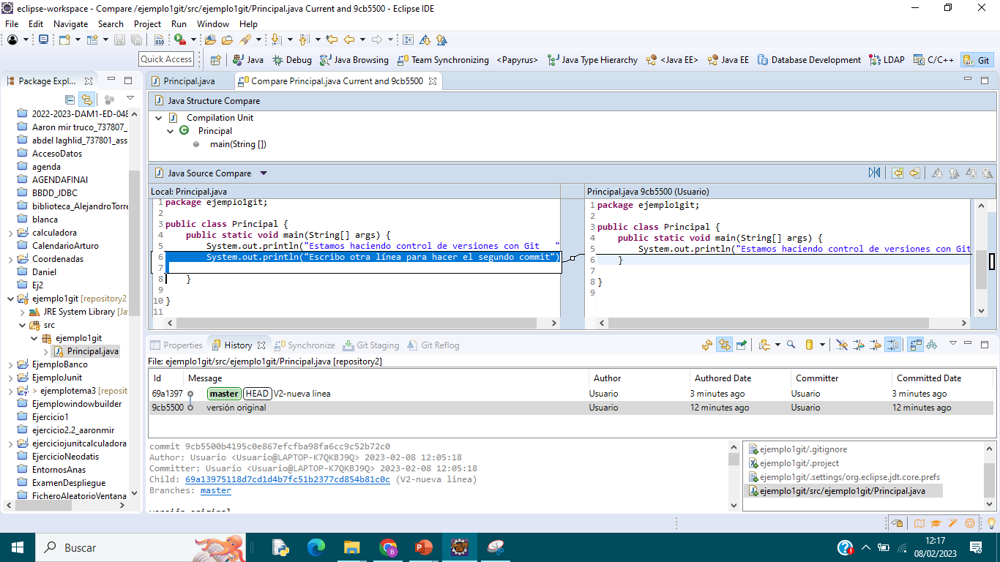 eclipse-workspace - Compare /ejemplo1git/src/ejemplo1git/Principal.java Current and 9cb5500 - Eclipse IDE
File Edit Navigate Search Project Run Window Help
Quick Access
Java Debug Java Browsing Team Synchronizing <Papyrus> Java Type Hierarchy <Java EE> Java EE Database Development LDAP C/C++ Git
Package Expl...
2022-2023-DAM1-ED-048
Aaron mir truco_737807_
abdel laghlid_737801_ass
AccesoDatos
agenda
AGENDAFINAl
BBDD_JDBC
biblioteca_AlejandroTorre
blanca
calculadora
CalendarioArturo
Coordenadas
Daniel
Ej2
ejemplo1git [repository2
JRE System Library [Ja
src
ejemplo1git
Principal.java
EjemploBanco
EjemploJunit
> ejemplotema3 [reposit
Ejemplowindowbuilder
Ejercicio1
ejercicio2.2_aaronmir
ejerciciojunitcalculadora
EjercicioNeodatis
EntornosAnas
ExamenDespliegue
FicheroAleatorioVentana
Principal.java Compare Principal.java Current and 9cb5500
Java Structure Compare
Compilation Unit
Principal
main(String [])
Java Source Compare
Local: Principal.java
1 package ejemplo1git;
2
3 public class Principal {
4 public static void main(String[] args) {
5 System.out.println("Estamos haciendo control de versiones con Git "
6 System.out.println("Escribo otra línea para hacer el segundo commit")
7
8 }
9
10 }
11
Principal.java 9cb5500 (Usuario)
1 package ejemplo1git;
2
3 public class Principal {
4 public static void main(String[] args) {
5 System.out.println("Estamos haciendo control de versiones con Git
6 }
7
8 }
9
Properties History Synchronize Git Staging Git Reflog
File: ejemplo1git/src/ejemplo1git/Principal.java [repository2]
Id Message Author Authored Date Committer Committed Date
69a1397 master HEAD V2-nueva linea Usuario 3 minutes ago Usuario 3 minutes ago
9cb5500 versión original Usuario 12 minutes ago Usuario 12 minutes ago
commit 9cb5500b4195c0e867efcfba98fa6cc9c52b72c0
Author: Usuario <Usuario@LAPTOP-K7QKBJ9Q> 2023-02-08 12:05:18
Committer: Usuario <Usuario@LAPTOP-K7QKBJ9Q> 2023-02-08 12:05:18
Child: 69a13975118d7cd1d4b7fc51b2377cd854b81c0c (V2-nueva linea)
Branches: master
versión original
ejemplo1git/.gitignore
ejemplo1git/.project
ejemplo1git/.settings/org.eclipse.jdt.core.prefs
ejemplo1git/src/ejemplo1git/Principal.java
Buscar
12:17
08/02/2023